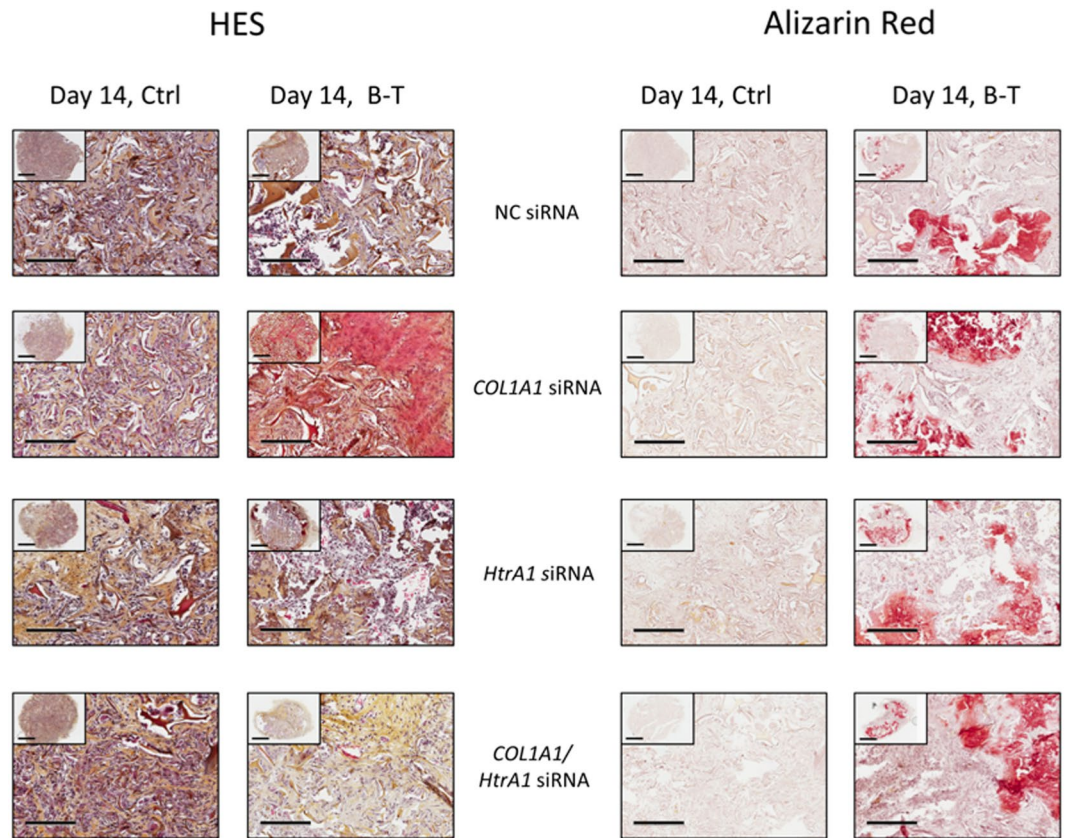 HES
Alizarin Red
Day 14, Ctrl
Day 14, B-T
Day 14, Ctrl
Day 14, B-T
NC siRNA
COL1A1 siRNA
HtrA1 siRNA
COL1A1/
HtrA1 siRNA